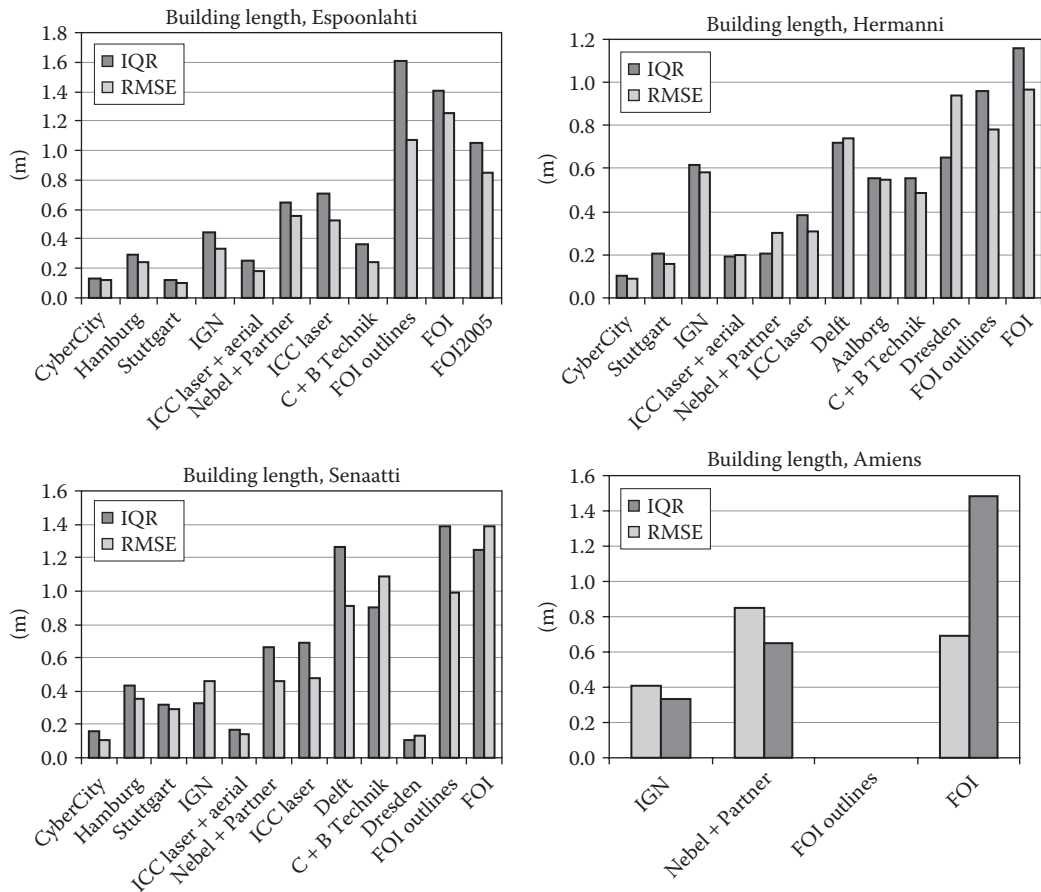 Building length, Espoonlahti
1.8
1.6
1.4
1.2
1.0
0.8
0.6
0.4
0.2
0.0
(m)
IQR
RMSE
CyberCity
Hamburg
Stuttgart
IGN
ICC laser + aerial
Nebel + Partner
ICC laser
C + B Technik
FOI outlines
FOI
FOI2005
Building length, Hermanni
1.2
1.0
0.8
0.6
0.4
0.2
0.0
(m)
IQR
RMSE
CyberCity
Stuttgart
IGN
ICC laser + aerial
Nebel + Partner
ICC laser
Delft
Aalborg
C + B Technik
Dresden
FOI outlines
FOI
Building length, Senaatti
1.6
1.4
1.2
1.0
0.8
0.6
0.4
0.2
0.0
(m)
IQR
RMSE
CyberCity
Hamburg
Stuttgart
IGN
ICC laser + aerial
Nebel + Partner
ICC laser
Delft
C + B Technik
Dresden
FOI outlines
FOI
Building length, Amiens
1.6
1.4
1.2
1.0
0.8
0.6
0.4
0.2
0.0
(m)
IQR
RMSE
IGN
Nebel + Partner
FOI outlines
FOI